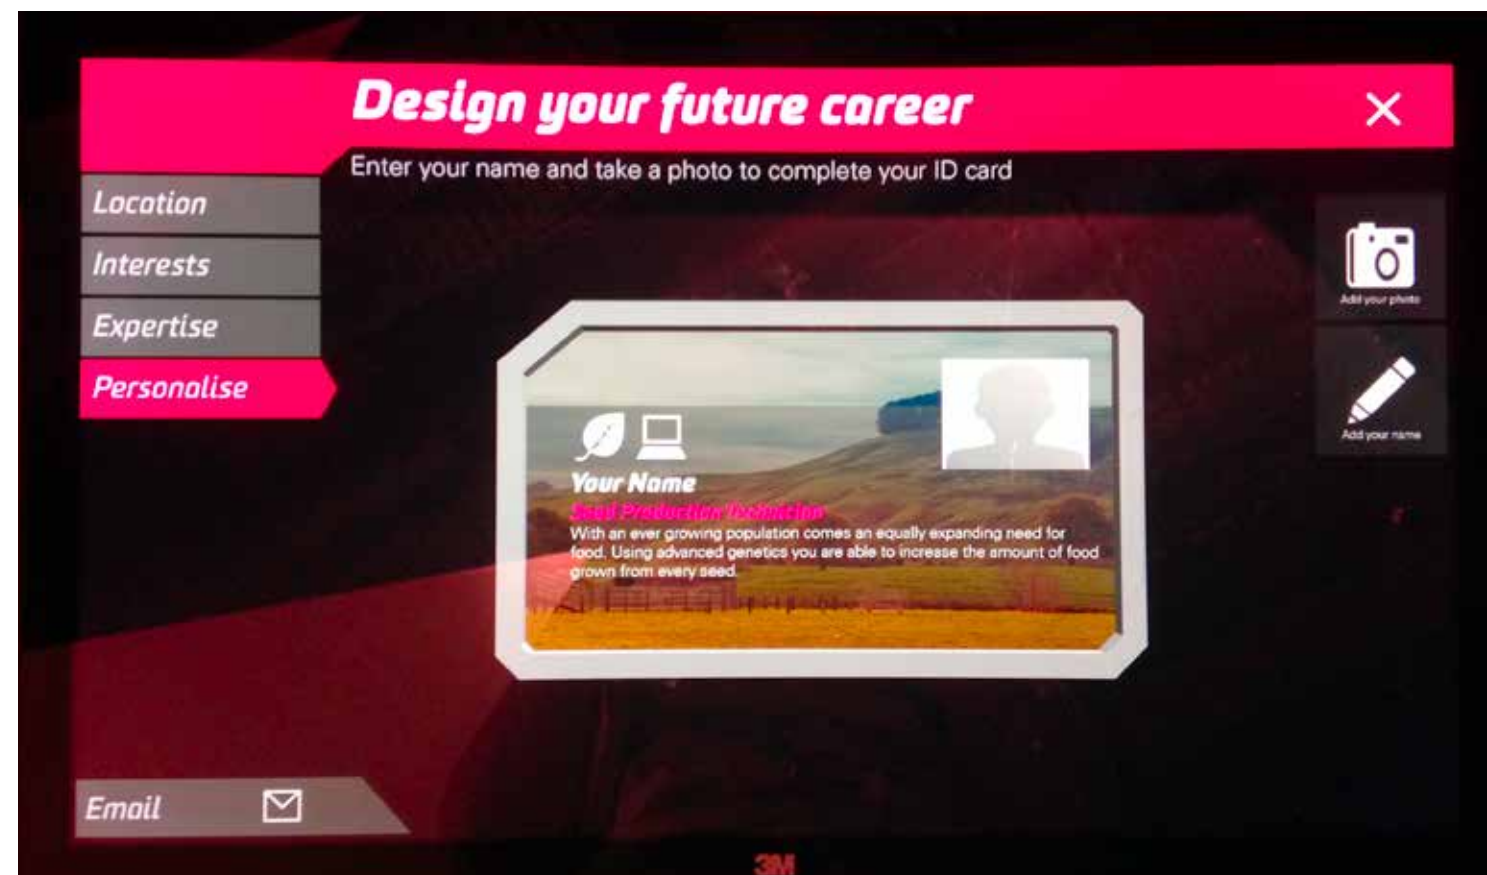 Design your future career
Enter your name and take a photo to complete your ID card
Location
Interests
Expertise
Personalise
Add your photo
Add your name
Your Name
Seed Production Technician
With an ever growing population comes an equally expanding need for
food. Using advanced genetics you are able to increase the amount of food
grown from every seed.
Email
3M